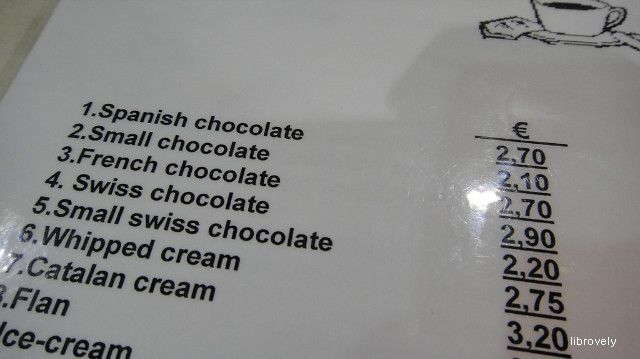 €
1.Spanish chocolate 2,70
2.Small chocolate 2,10
3.French chocolate 2,70
4. Swiss chocolate 2,90
5.Small swiss chocolate 2,20
6.Whipped cream 2,75
7.Catalan cream 3,20
.Flan
Ice-cream
librovely